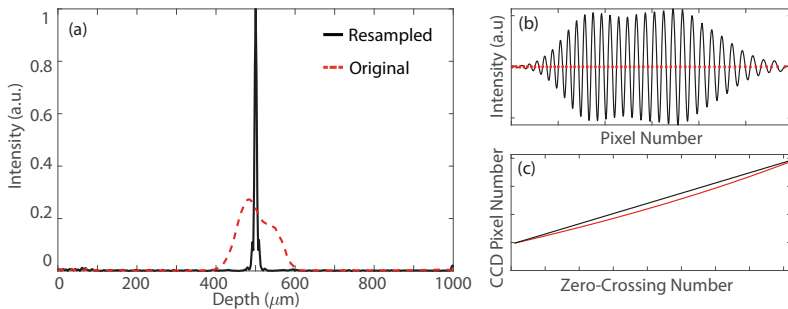 (a)
Resampled
Original
Intensity (a.u.)
1
0.8
0.6
0.4
0.2
0
0
200
400
600
800
1000
Depth (μm)
(b)
Intensity (a.u)
Pixel Number
(c)
CCD Pixel Number
Zero-Crossing Number